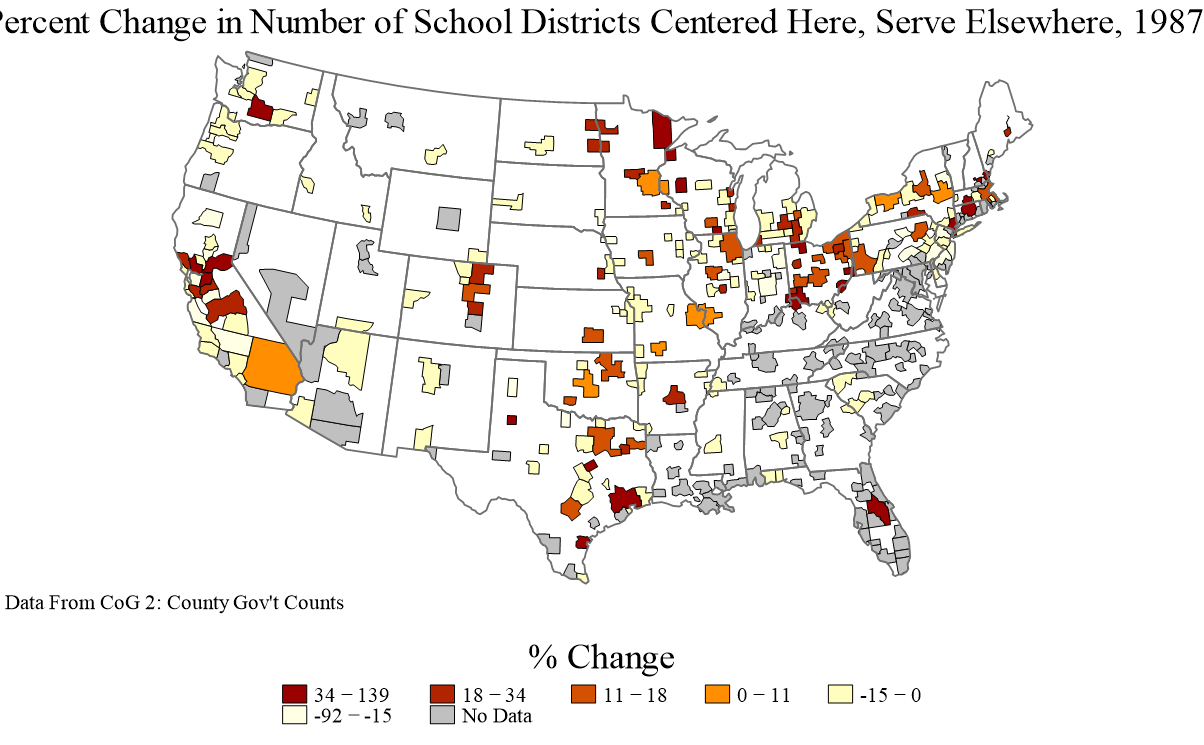 ercent Change in Number of School Districts Centered Here, Serve Elsewhere, 1987
Data From CoG 2: County Gov't Counts
% Change
34 − 139
18 − 34
11 − 18
0 − 11
-15 − 0
-92 − -15
No Data